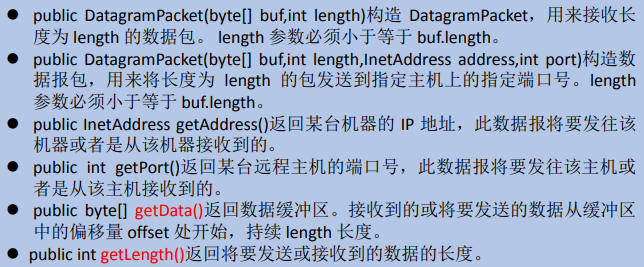 ● public DatagramPacket(byte[] buf,int length)构造 DatagramPacket，用来接收长
度为 length 的数据包。 length 参数必须小于等于 buf.length。
● public DatagramPacket(byte[] buf,int length,InetAddress address,int port)构造数
据报包，用来将长度为 length 的包发送到指定主机上的指定端口号。length
参数必须小于等于 buf.length。
● public InetAddress getAddress()返回某台机器的 IP 地址，此数据报将要发往该
机器或者是从该机器接收到的。
● public int getPort()返回某台远程主机的端口号，此数据报将要发往该主机或
者是从该主机接收到的。
● public byte[] getData()返回数据缓冲区。接收到的或将要发送的数据从缓冲区
中的偏移量 offset 处开始，持续 length 长度。
● public int getLength()返回将要发送或接收到的数据的长度。